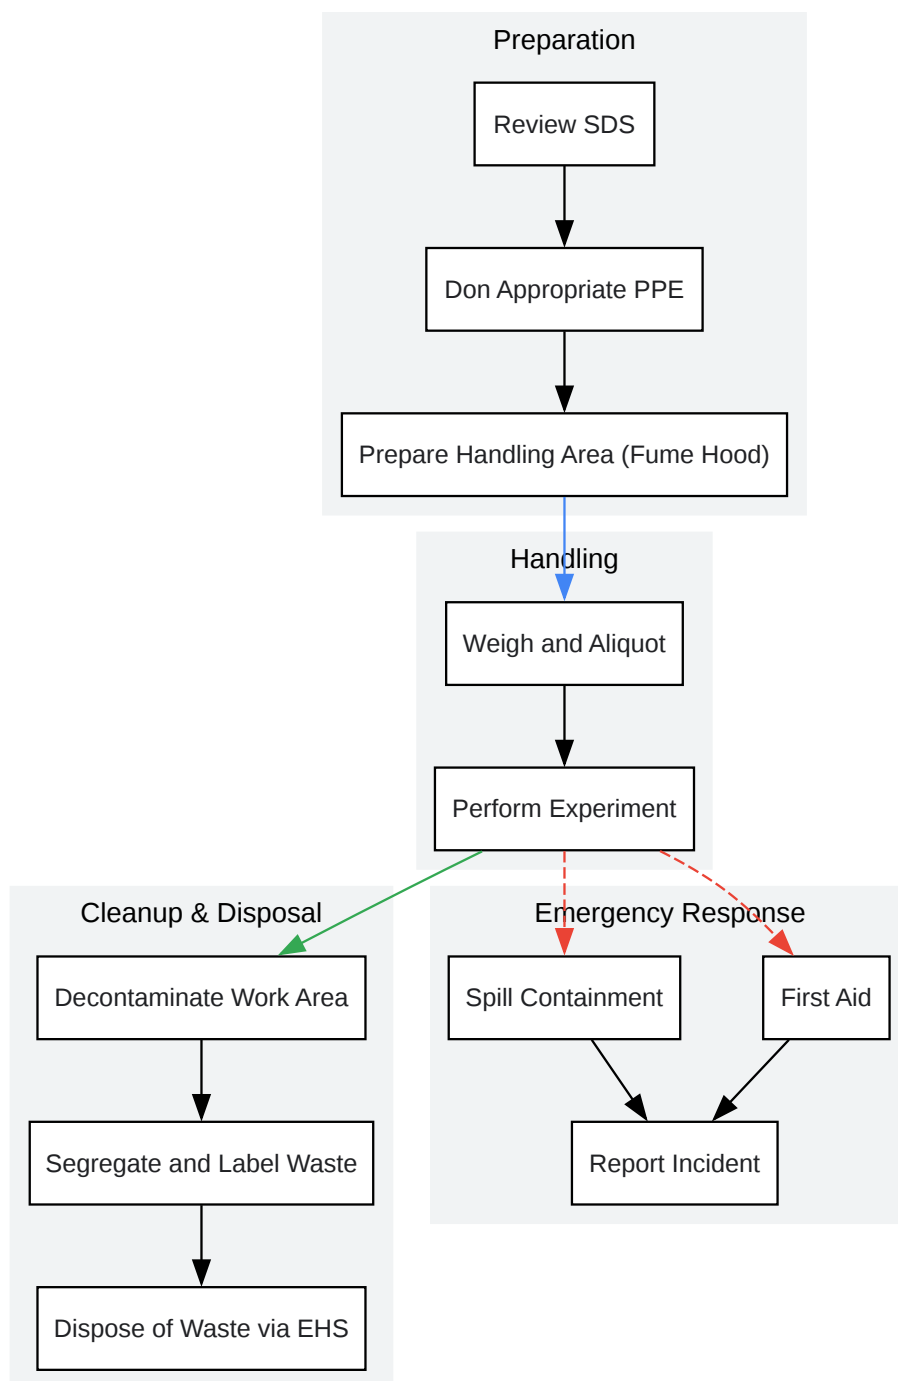 Preparation
Review SDS
Don Appropriate PPE
Prepare Handling Area (Fume Hood)
Handling
Weigh and Aliquot
Perform Experiment
Cleanup & Disposal
Decontaminate Work Area
Segregate and Label Waste
Dispose of Waste via EHS
Emergency Response
Spill Containment
First Aid
Report Incident